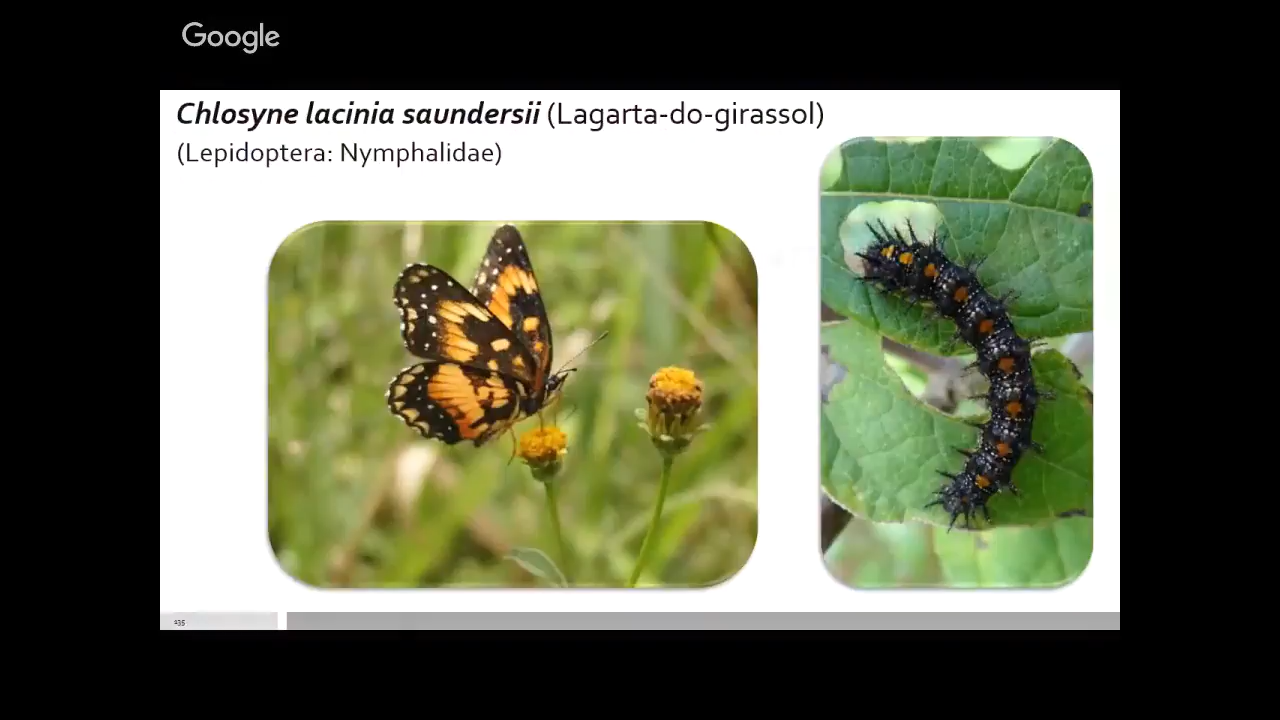 Google
Chlosyne lacinia saundersii (Lagarta-do-girassol)
(Lepidoptera: Nymphalidae)